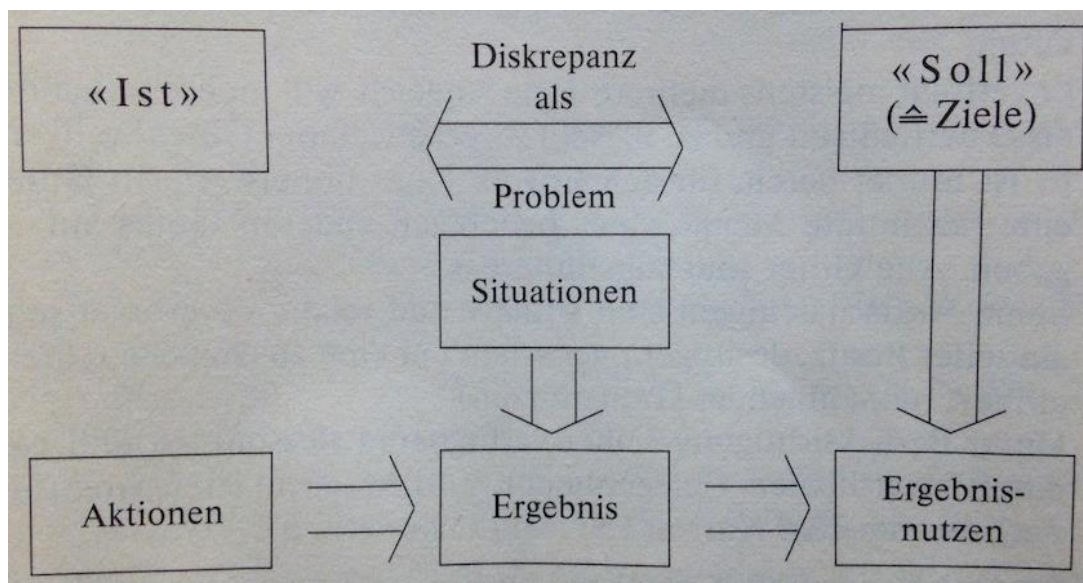 «Ist»
Diskrepanz
als
Problem
«Soll»
(≙ Ziele)
Situationen
Aktionen
Ergebnis
Ergebnis-
nutzen